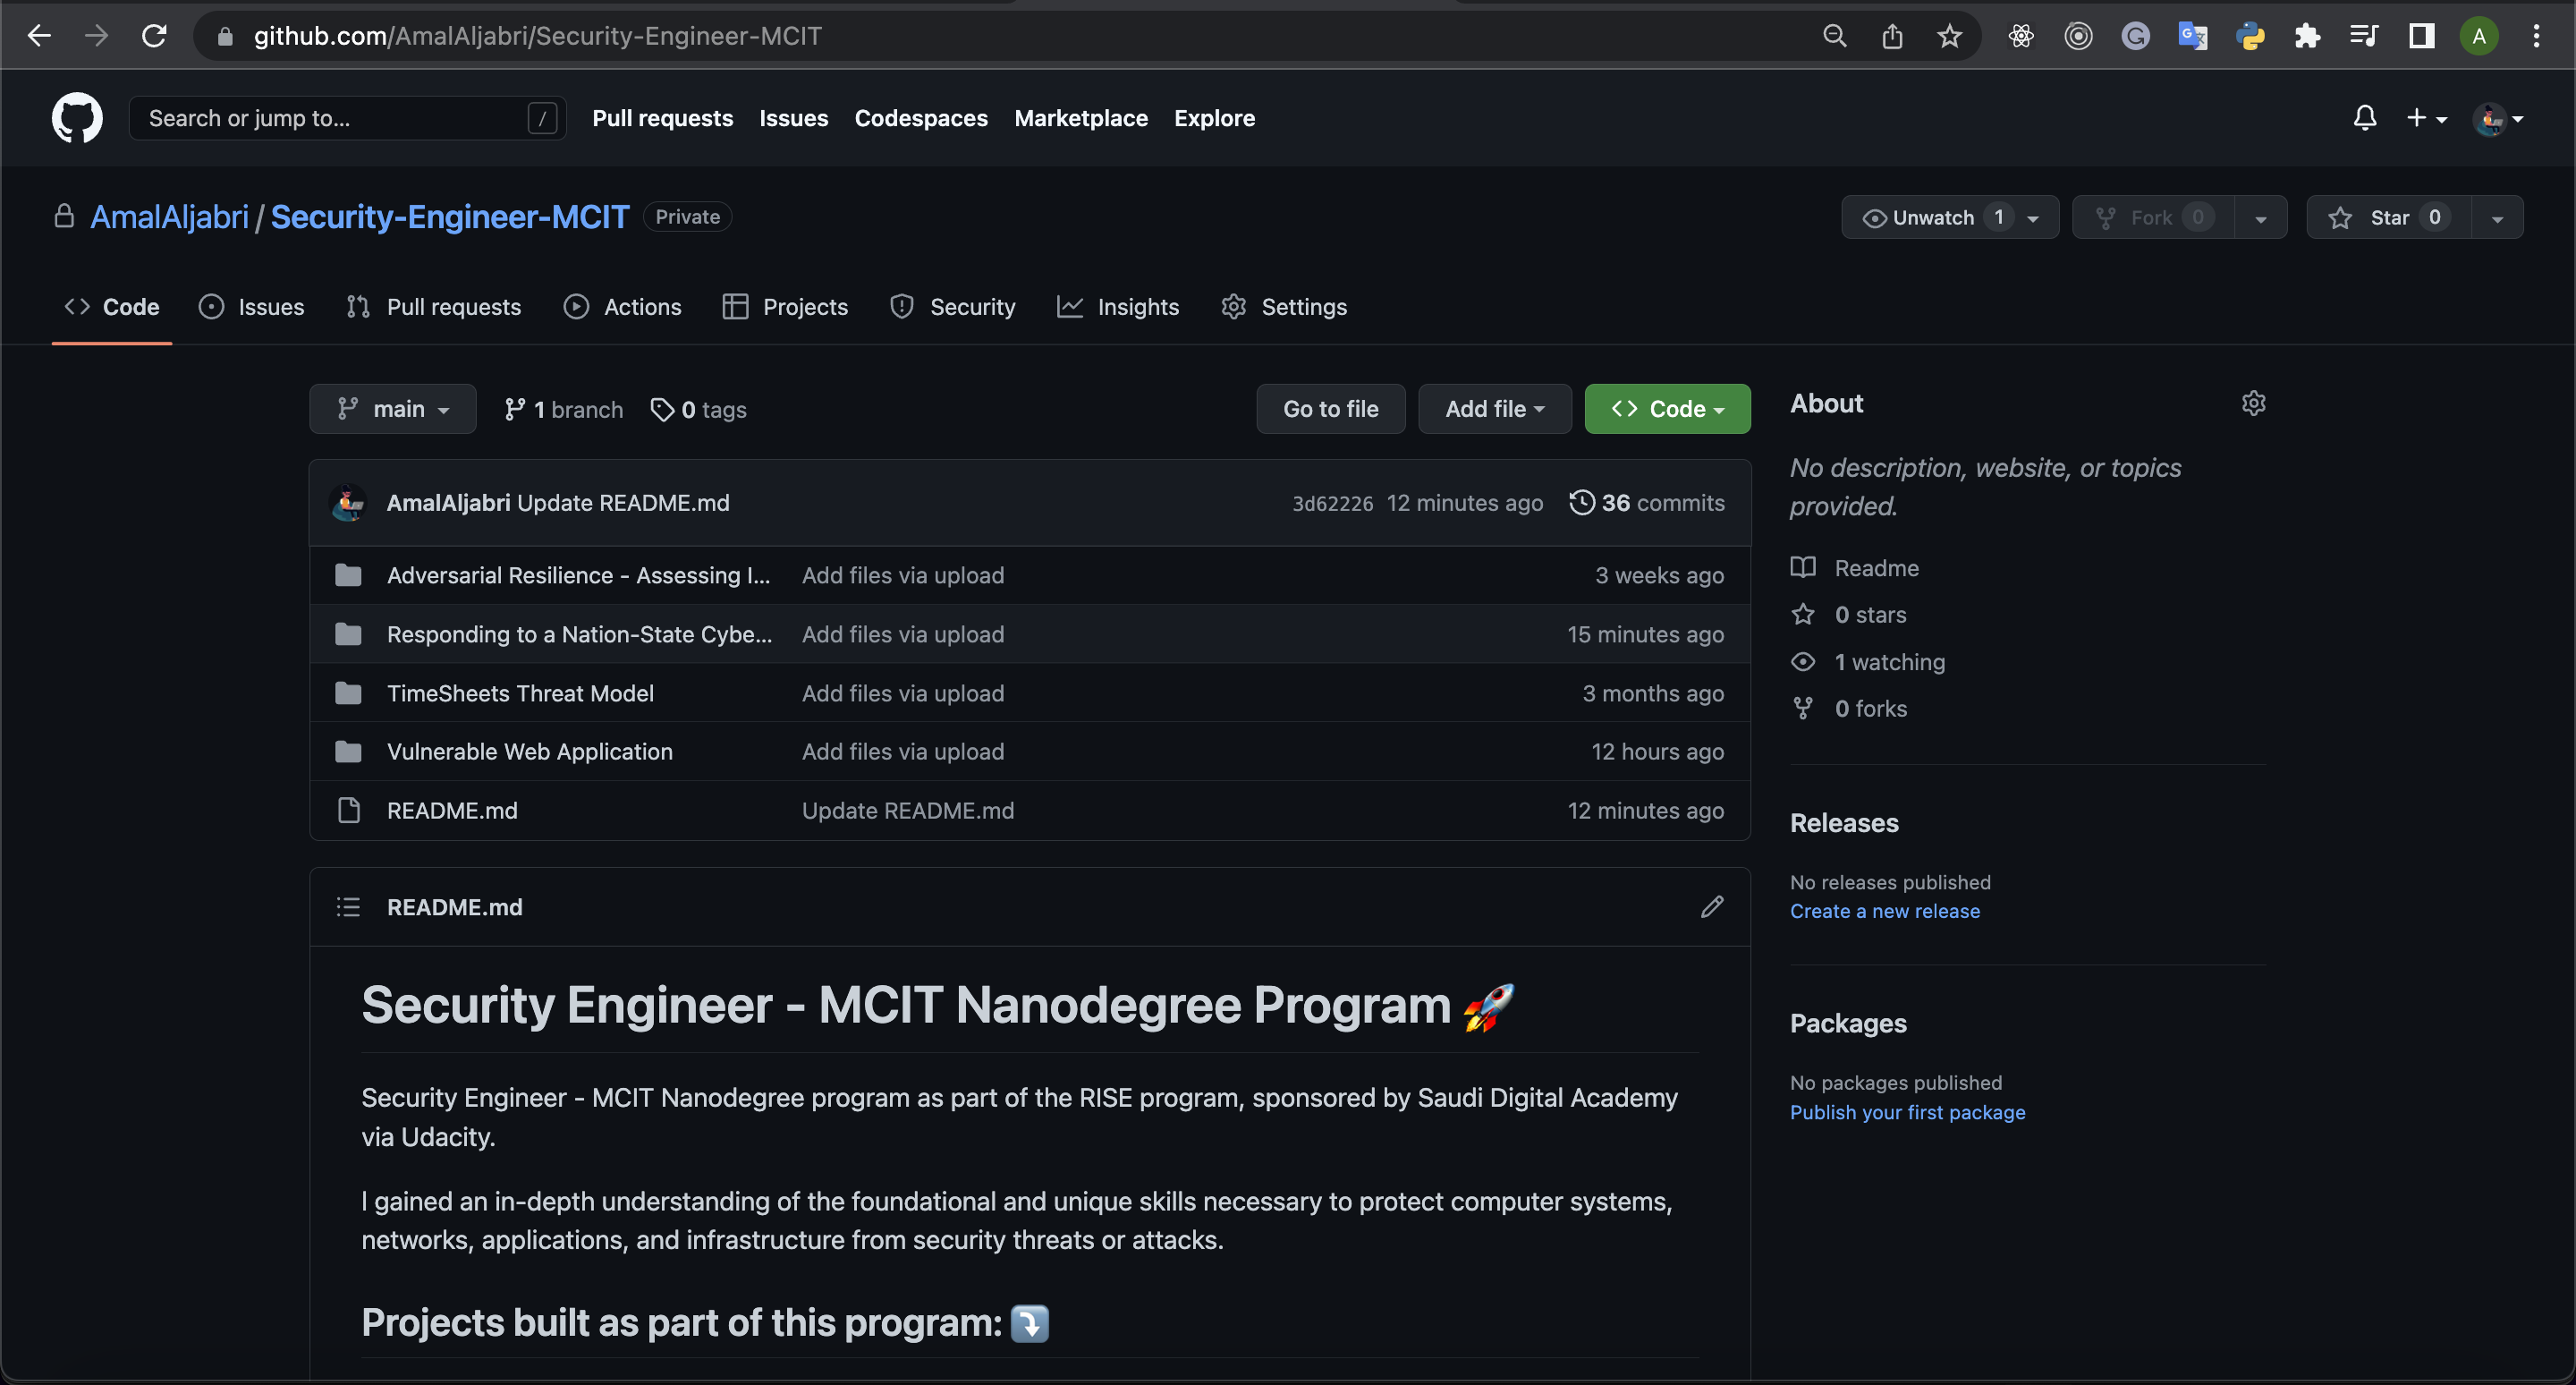 github.com/AmalAljabri/Security-Engineer-MCIT
A
Search or jump to...
/
Pull requests
Issues
Codespaces
Marketplace
Explore
AmalAljabri / Security-Engineer-MCIT
Private
Unwatch 1
Fork 0
Star 0
Code
Issues
Pull requests
Actions
Projects
Security
Insights
Settings
main
1 branch
0 tags
Go to file
Add file
Code
AmalAljabri Update README.md
3d62226 12 minutes ago
36 commits
Adversarial Resilience - Assessing I... Add files via upload 3 weeks ago
Responding to a Nation-State Cybe... Add files via upload 15 minutes ago
TimeSheets Threat Model Add files via upload 3 months ago
Vulnerable Web Application Add files via upload 12 hours ago
README.md Update README.md 12 minutes ago
README.md
Security Engineer - MCIT Nanodegree Program 🚀
Security Engineer - MCIT Nanodegree program as part of the RISE program, sponsored by Saudi Digital Academy
via Udacity.
I gained an in-depth understanding of the foundational and unique skills necessary to protect computer systems,
networks, applications, and infrastructure from security threats or attacks.
Projects built as part of this program: ⤵️
About
No description, website, or topics
provided.
Readme
0 stars
1 watching
0 forks
Releases
No releases published
Create a new release
Packages
No packages published
Publish your first package